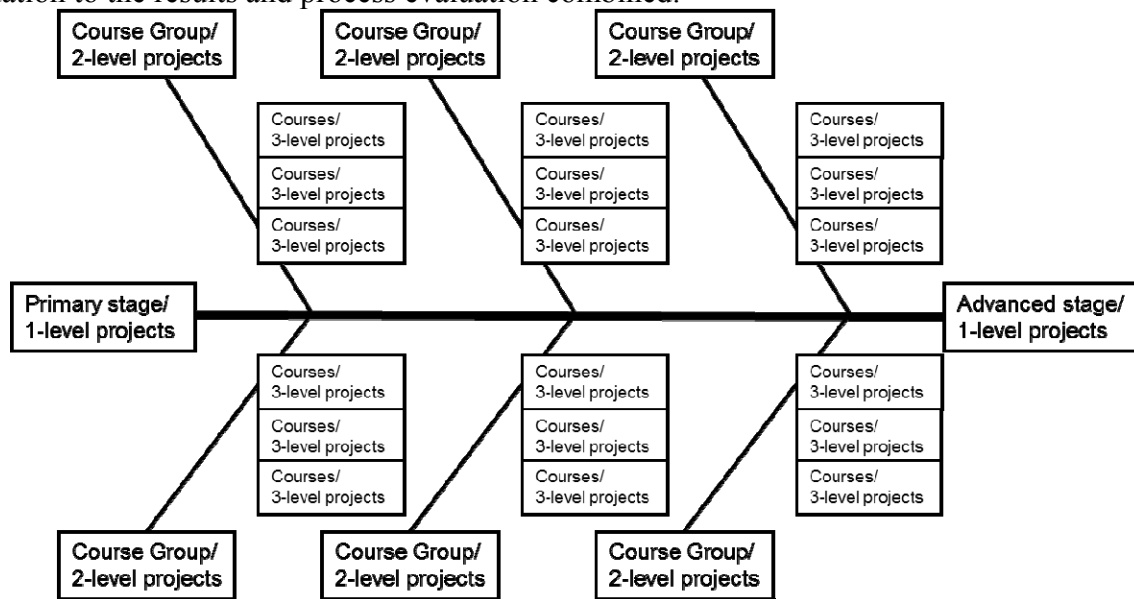 uation to the results and process evaluation combined.
Course Group/
2-level projects
Course Group/
2-level projects
Course Group/
2-level projects
Courses/
3-level projects
Courses/
3-level projects
Courses/
3-level projects
Courses/
3-level projects
Courses/
3-level projects
Courses/
3-level projects
Courses/
3-level projects
Courses/
3-level projects
Courses/
3-level projects
Primary stage/
1-level projects
Advanced stage/
1-level projects
Courses/
3-level projects
Courses/
3-level projects
Courses/
3-level projects
Courses/
3-level projects
Courses/
3-level projects
Courses/
3-level projects
Courses/
3-level projects
Courses/
3-level projects
Courses/
3-level projects
Course Group/
2-level projects
Course Group/
2-level projects
Course Group/
2-level projects